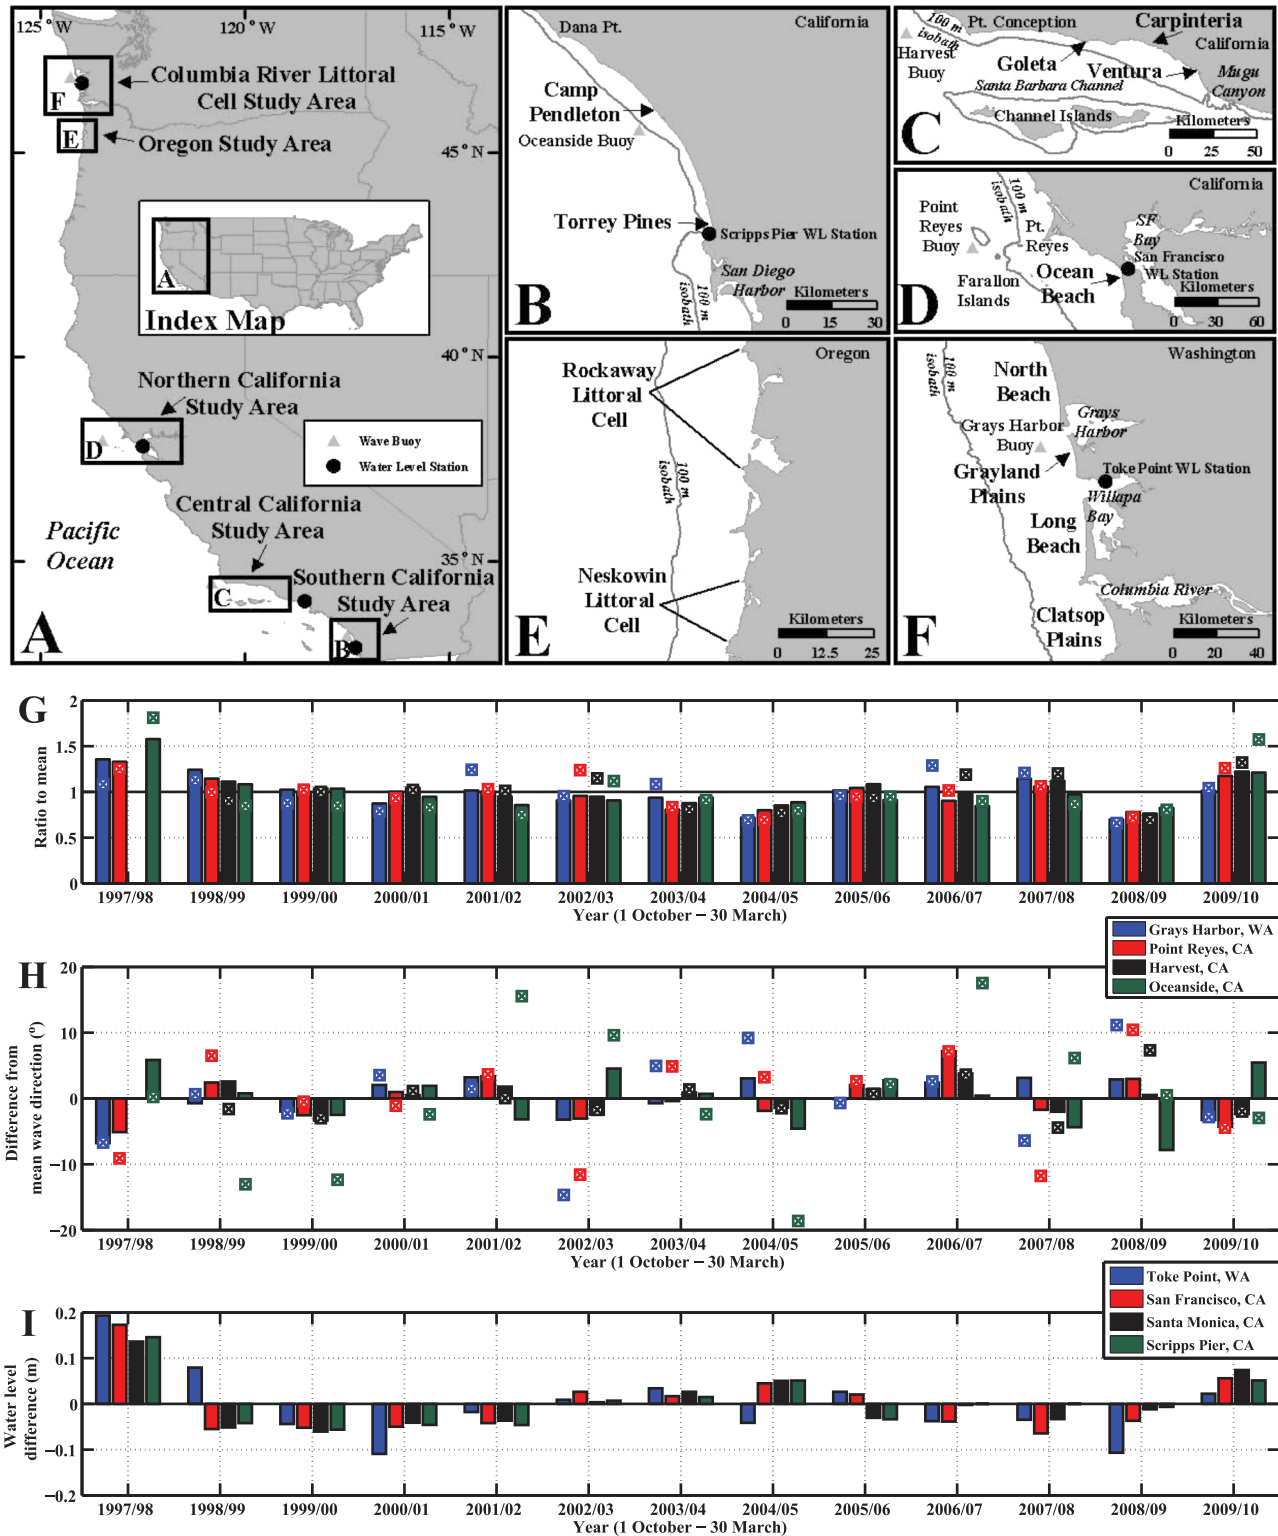 125°W
120°W
115°W
Columbia River Littoral
Cell Study Area
F
E
Oregon Study Area
45°N
A
Index Map
40°N
Northern California
Study Area
D
Wave Buoy
Water Level Station
Central California
Study Area
Pacific
Ocean
35°N
C
Southern California
Study Area
B
A
California
Dana Pt.
Camp
Pendleton
Oceanside Buoy
Torrey Pines
Scripps Pier WL Station
San Diego
Harbor
100 m
isobath
Kilometers
0 15 30
B
100 m
isobath
Pt. Conception
Carpinteria
California
Harvest
Buoy
Goleta
Ventura
Mugu
Canyon
Santa Barbara Channel
Channel Islands
Kilometers
0 25 50
C
California
100 m
isobath
Point
Reyes
Buoy
Pt.
Reyes
SF
Bay
San Francisco
WL Station
Ocean
Beach
Farallon
Islands
Kilometers
0 30 60
D
Oregon
Rockaway
Littoral
Cell
100 m
isobath
Neskowin
Littoral
Cell
Kilometers
0 12.5 25
E
Washington
100 m
isobath
North
Beach
Grays
Harbor
Grays Harbor
Buoy
Grayland
Plains
Toke Point WL Station
Willapa
Bay
Long
Beach
Columbia River
Clatsop
Plains
Kilometers
0 20 40
F
G
Ratio to mean
2
1.5
1
0.5
0
1997/98 1998/99 1999/00 2000/01 2001/02 2002/03 2003/04 2004/05 2005/06 2006/07 2007/08 2008/09 2009/10
Year (1 October – 30 March)
Grays Harbor, WA
Point Reyes, CA
Harvest, CA
Oceanside, CA
H
Difference from
mean wave direction (°)
20
10
0
−10
−20
1997/98 1998/99 1999/00 2000/01 2001/02 2002/03 2003/04 2004/05 2005/06 2006/07 2007/08 2008/09 2009/10
Year (1 October – 30 March)
Toke Point, WA
San Francisco, CA
Santa Monica, CA
Scripps Pier, CA
I
Water level
difference (m)
0.2
0.1
0
−0.1
−0.2
1997/98 1998/99 1999/00 2000/01 2001/02 2002/03 2003/04 2004/05 2005/06 2006/07 2007/08 2008/09 2009/10
Year (1 October – 30 March)